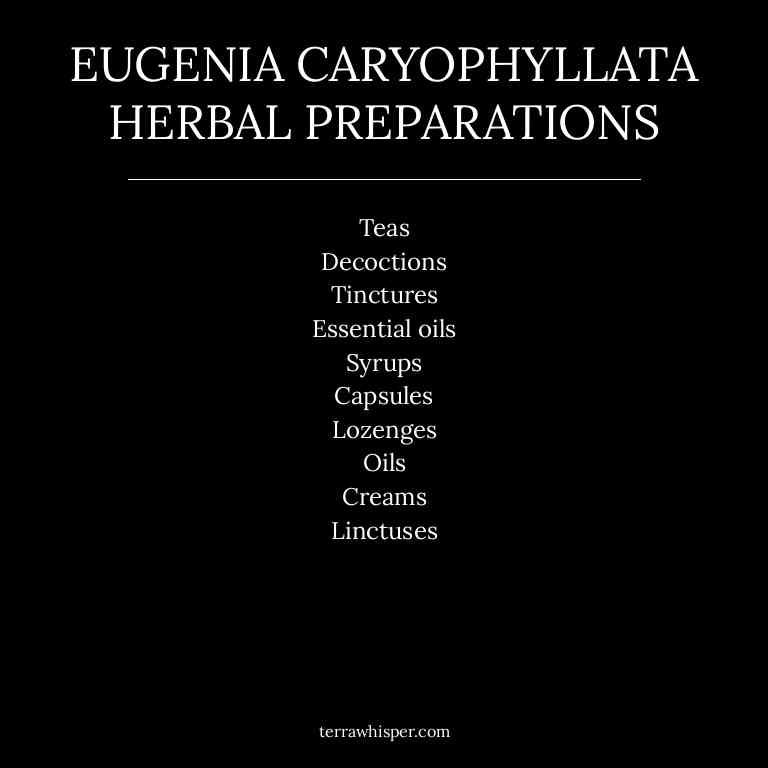 EUGENIA CARYOPHYLLATA
HERBAL PREPARATIONS
Teas
Decoctions
Tinctures
Essential oils
Syrups
Capsules
Lozenges
Oils
Creams
Linctuses
terrawhisper.com